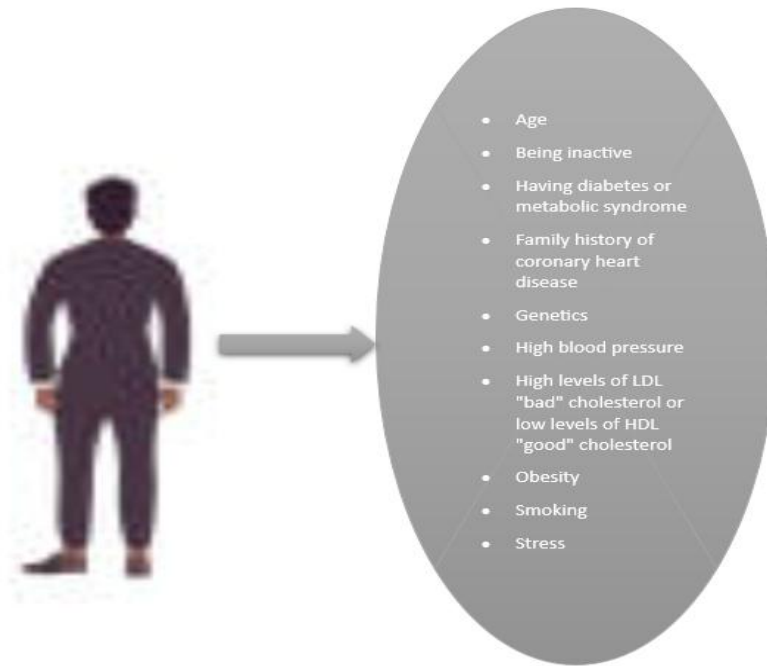 • Age
• Being inactive
• Having diabetes or
metabolic syndrome
• Family history of
coronary heart
disease
• Genetics
• High blood pressure
• High levels of LDL
"bad" cholesterol or
low levels of HDL
"good" cholesterol
• Obesity
• Smoking
• Stress